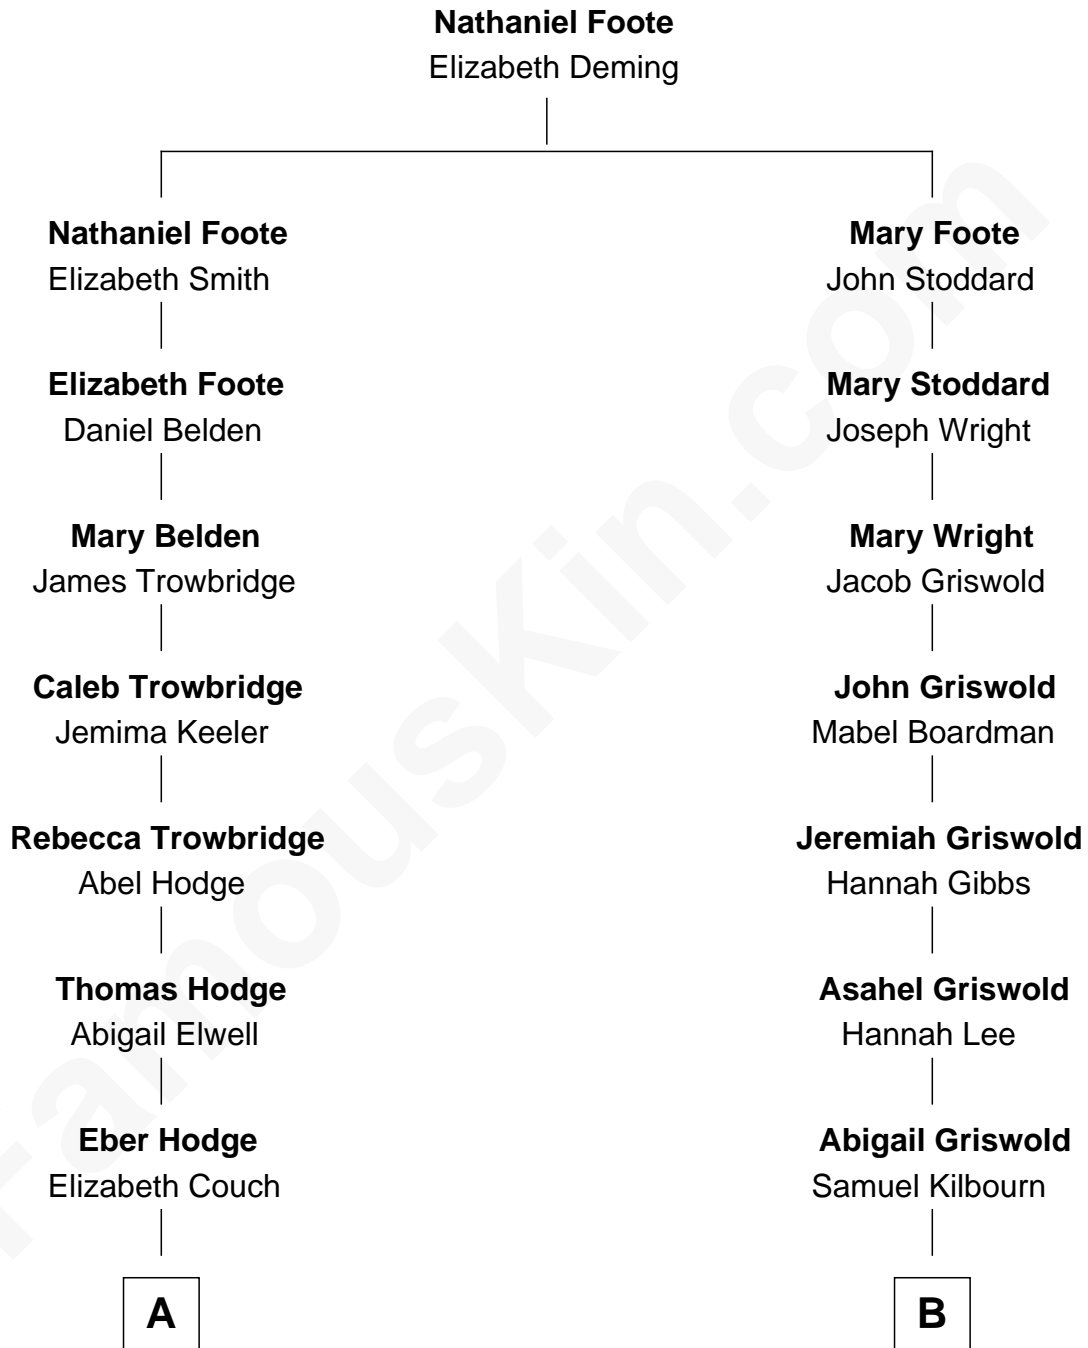 Nathaniel Foote
Elizabeth Deming
Nathaniel Foote
Elizabeth Smith
Elizabeth Foote
Daniel Belden
Mary Belden
James Trowbridge
Caleb Trowbridge
Jemima Keeler
Rebecca Trowbridge
Abel Hodge
Thomas Hodge
Abigail Elwell
Eber Hodge
Elizabeth Couch
A
Mary Foote
John Stoddard
Mary Stoddard
Joseph Wright
Mary Wright
Jacob Griswold
John Griswold
Mabel Boardman
Jeremiah Griswold
Hannah Gibbs
Asahel Griswold
Hannah Lee
Abigail Griswold
Samuel Kilbourn
B
FamousKin.com